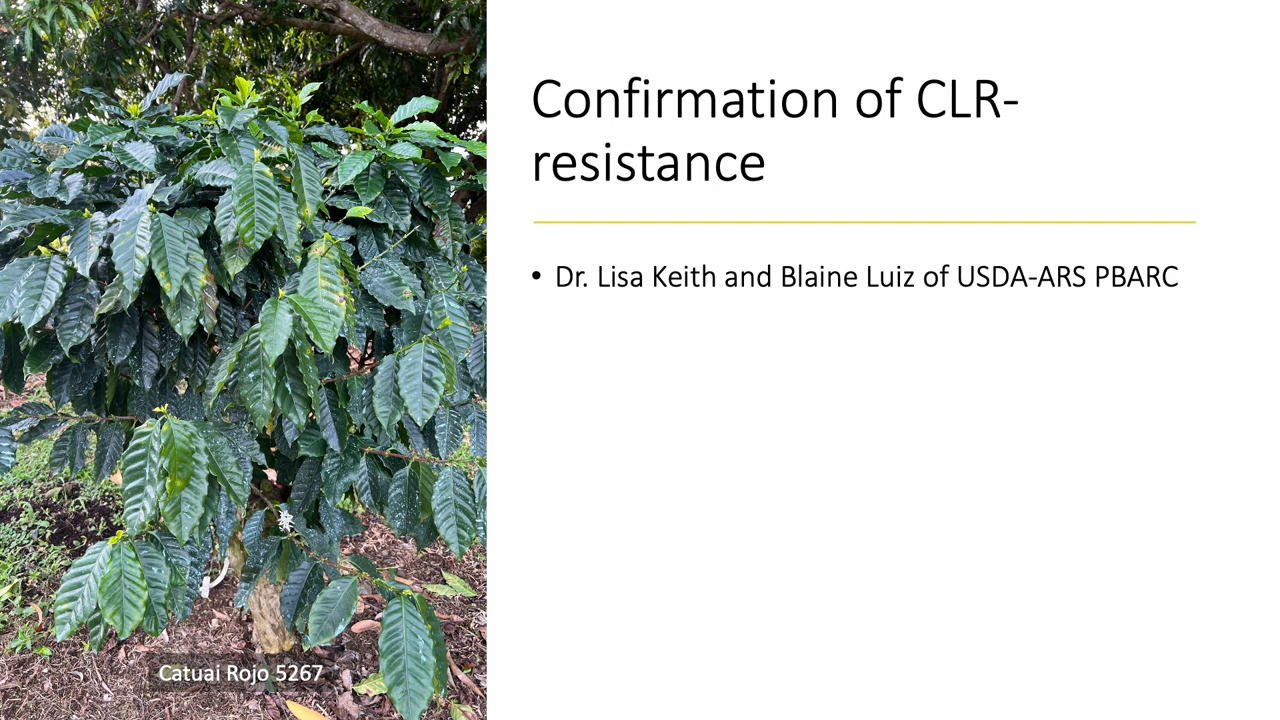 Confirmation of CLR-
resistance
• Dr. Lisa Keith and Blaine Luiz of USDA-ARS PBARC
Catuai Rojo 5267